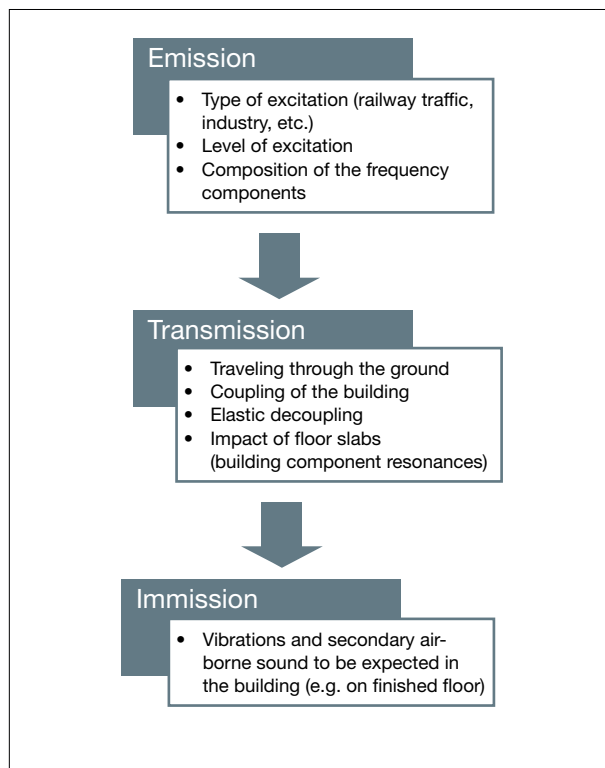 Emission
• Type of excitation (railway traffic,
industry, etc.)
• Level of excitation
• Composition of the frequency
components
Transmission
• Traveling through the ground
• Coupling of the building
• Elastic decoupling
• Impact of floor slabs
(building component resonances)
Immission
• Vibrations and secondary air-
borne sound to be expected in
the building (e.g. on finished floor)